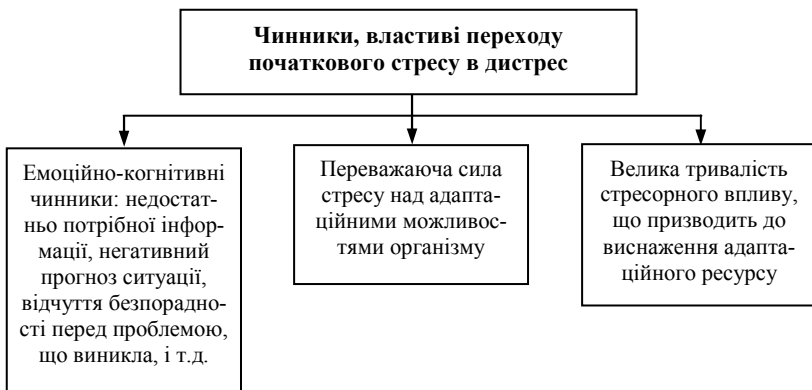 Чинники, властиві переходу
початкового стресу в дистрес
Емоційно-когнітивні
чинники: недостат-
ньо потрібної інфор-
мації, негативний
прогноз ситуації,
відчуття безпорадно-
сті перед проблемою,
що виникла, і т.д.
Переважаюча сила
стресу над адапта-
ційними можливос-
тями організму
Велика тривалість
стресорного впливу,
що призводить до
виснаження адапта-
ційного ресурсу